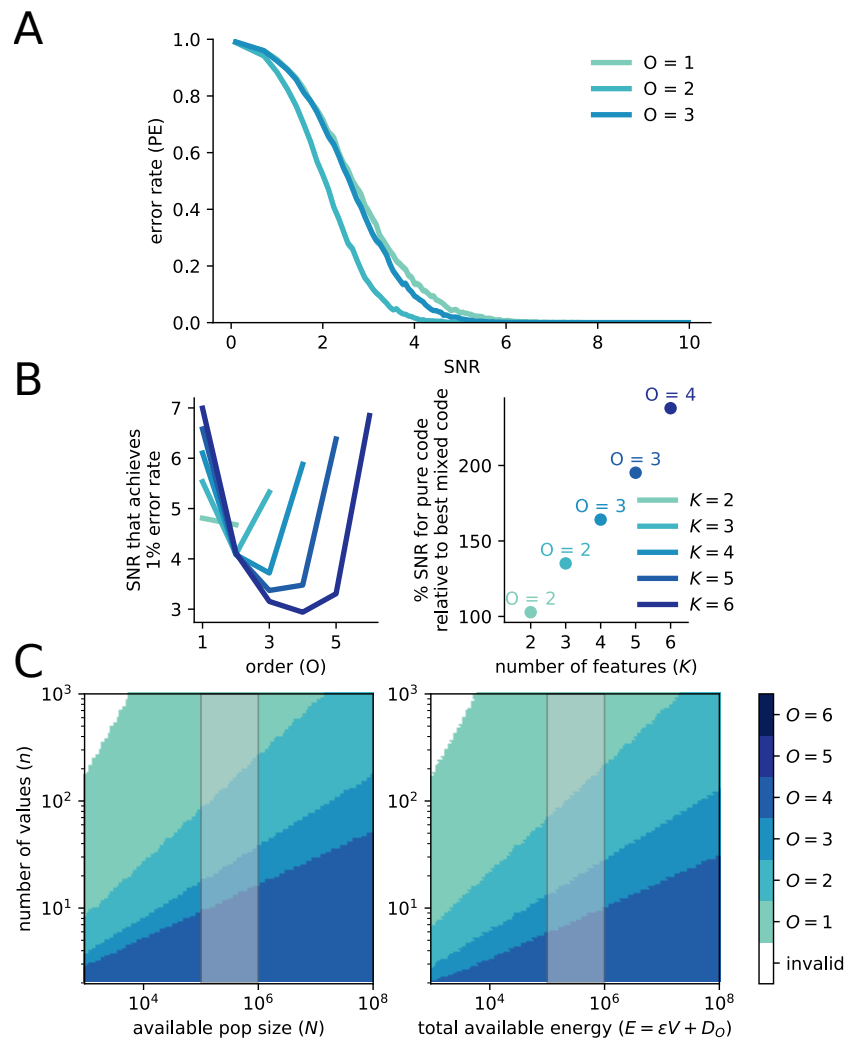 A
1.0
0.8
0.6
0.4
0.2
0.0
error rate (PE)
0 2 4 6 8 10
SNR
O = 1
O = 2
O = 3
B
7
6
5
4
3
SNR that achieves
1% error rate
1 3 5
order (O)
200
150
100
% SNR for pure code
relative to best mixed code
O = 2
O = 2
O = 3
O = 3
O = 4
K = 2
K = 3
K = 4
K = 5
K = 6
2 3 4 5 6
number of features (K)
C
10³
10²
10¹
number of values (n)
10⁴ 10⁶ 10⁸
available pop size (N)
10³
10²
10¹
10⁴ 10⁶ 10⁸
total available energy (E = εV + D_O)
O = 6
O = 5
O = 4
O = 3
O = 2
O = 1
invalid